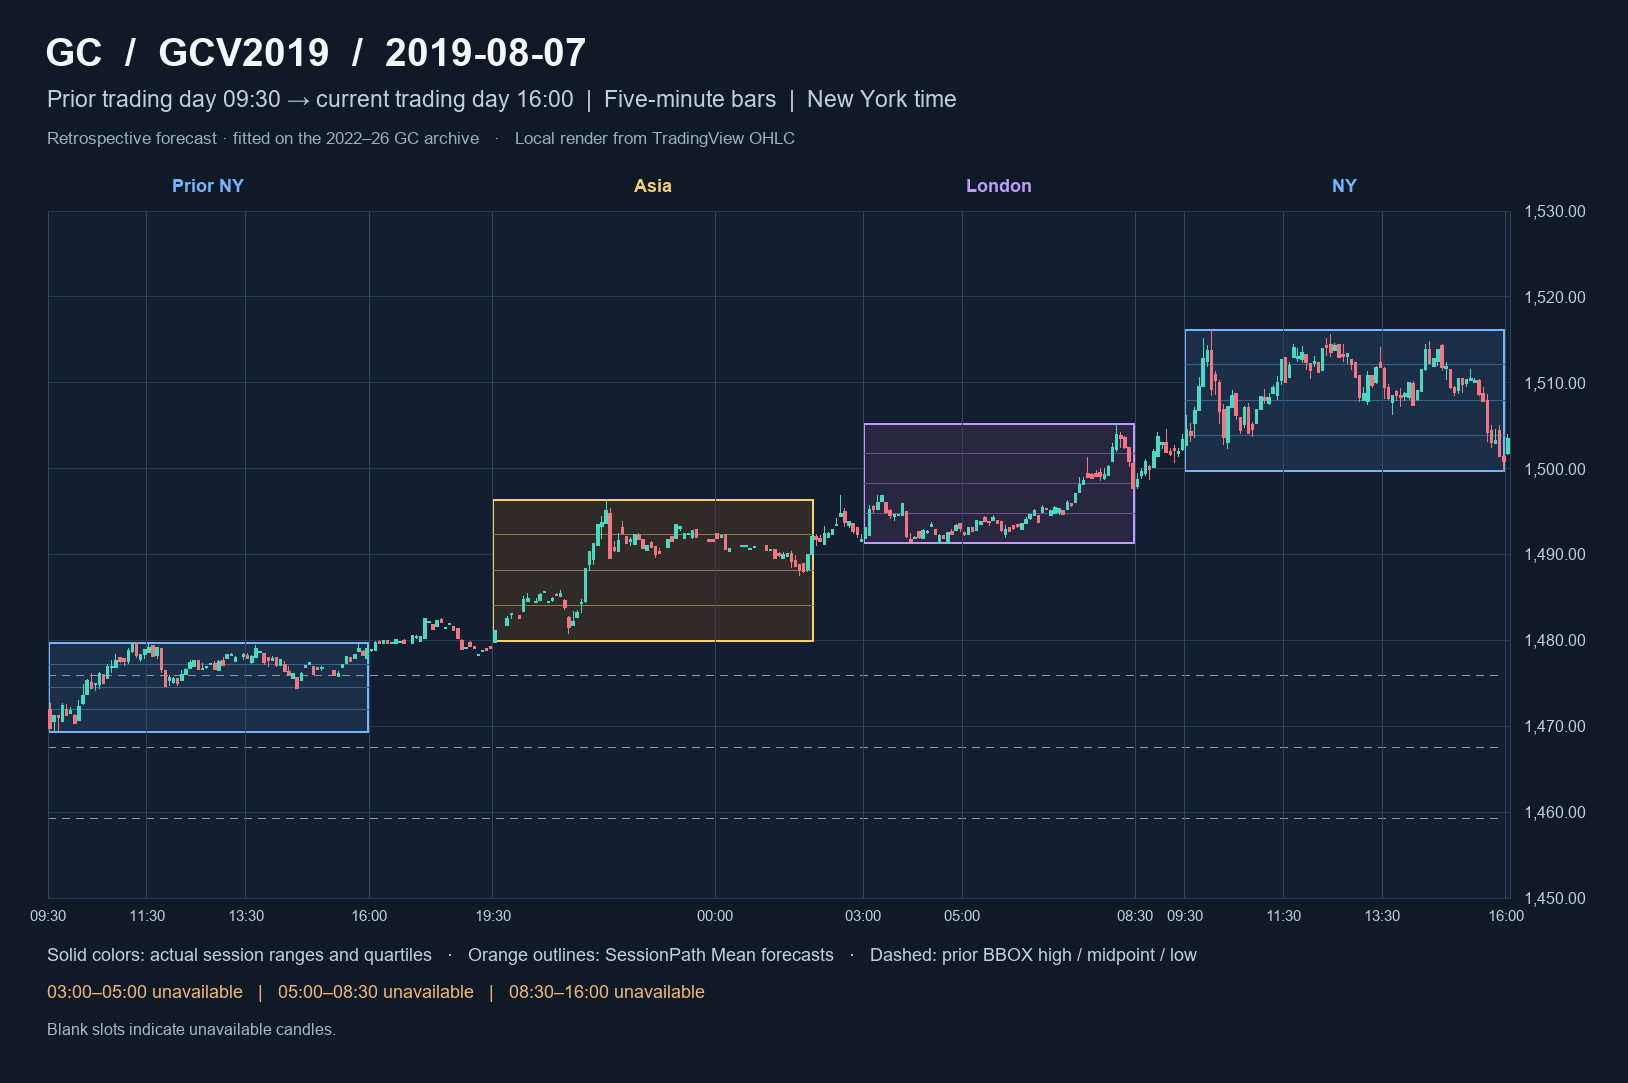 GC / GCV2019 / 2019-08-07
Prior trading day 09:30 → current trading day 16:00 | Five-minute bars | New York time
Retrospective forecast · fitted on the 2022–26 GC archive · Local render from TradingView OHLC
Prior NY Asia London NY
1,530.00
1,520.00
1,510.00
1,500.00
1,490.00
1,480.00
1,470.00
1,460.00
1,450.00
09:30 11:30 13:30 16:00 19:30 00:00 03:00 05:00 08:30 09:30 11:30 13:30 16:00
Solid colors: actual session ranges and quartiles · Orange outlines: SessionPath Mean forecasts · Dashed: prior BBOX high / midpoint / low
03:00–05:00 unavailable | 05:00–08:30 unavailable | 08:30–16:00 unavailable
Blank slots indicate unavailable candles.